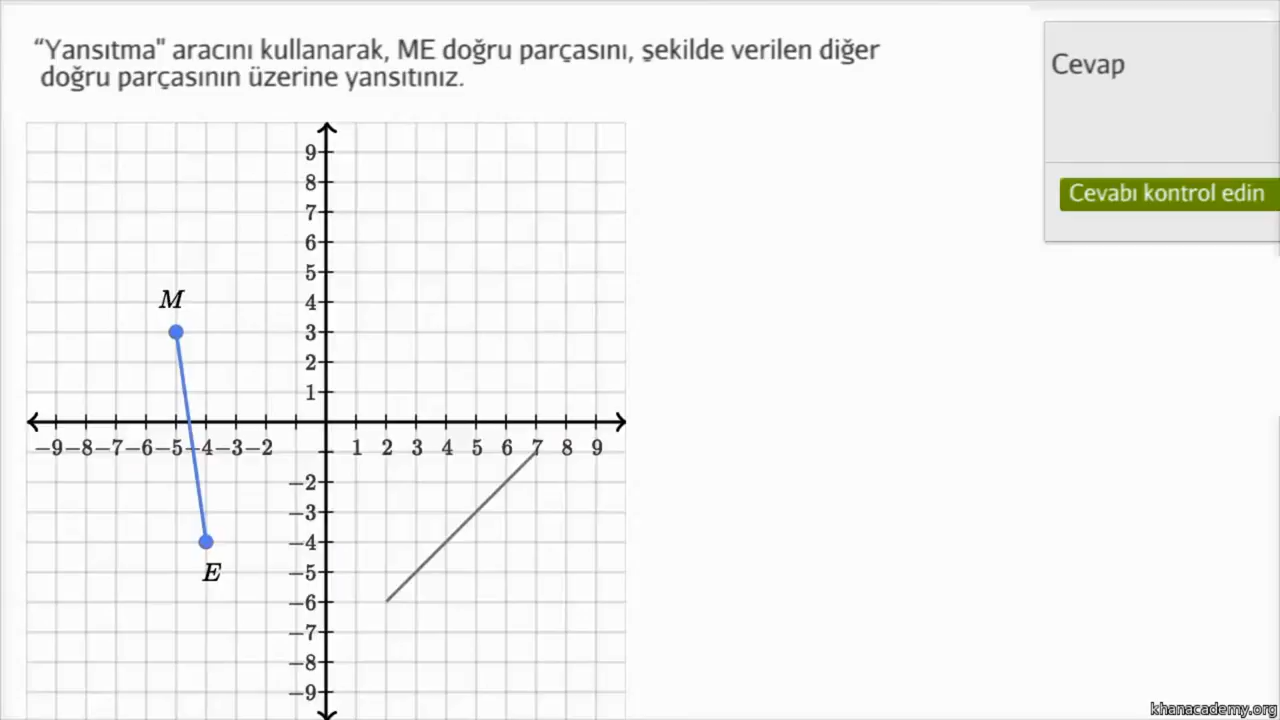 “Yansıtma" aracını kullanarak, ME doğru parçasını, şekilde verilen diğer
doğru parçasının üzerine yansıtınız.
Cevap
Cevabı kontrol edin
9
8
7
6
5
4
3
2
1
M
−9 −8 −7 −6 −5 −4 −3 −2 1 2 3 4 5 6 7 8 9
−2
−3
−4
−5
E
−6
−7
−8
−9
khanacademy.org